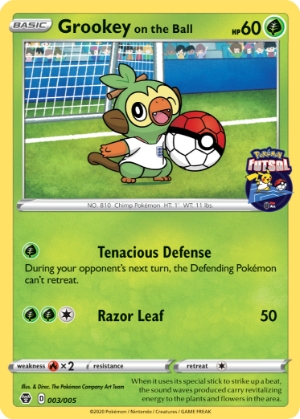 BASIC
Grookey on the Ball
HP60
Pokémon
FUTSAL
NO. 810 Chimp Pokémon HT: 1' WT: 11 lbs.
Tenacious Defense
During your opponent's next turn, the Defending Pokémon
can't retreat.
Razor Leaf 50
weakness ×2 resistance retreat
Illus. & Direc. The Pokémon Company Art Team
003/005
When it uses its special stick to strike up a beat,
the sound waves produced carry revitalizing
energy to the plants and flowers in the area.
©2020 Pokémon / Nintendo / Creatures / GAME FREAK